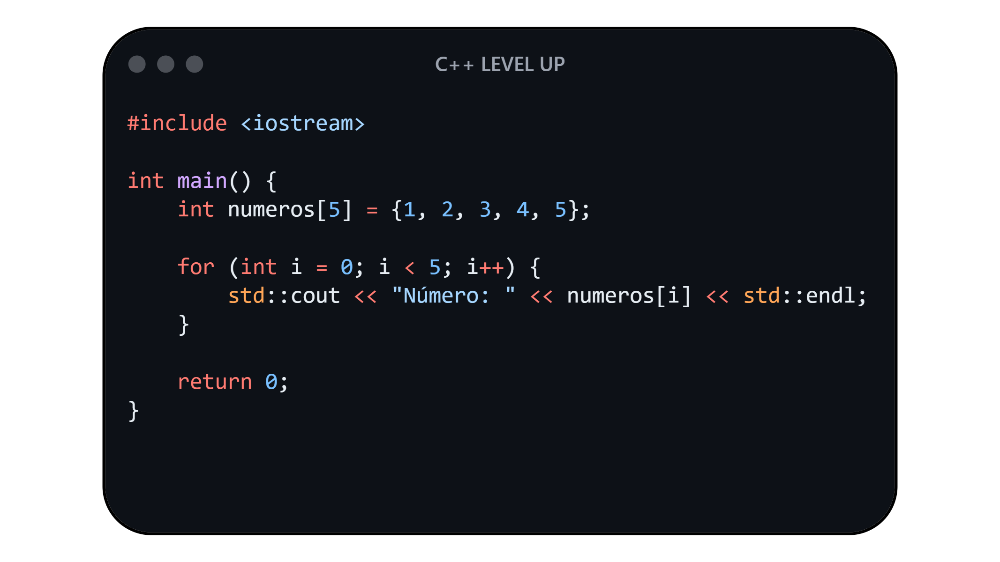 C++ LEVEL UP
#include <iostream>
int main() {
    int numeros[5] = {1, 2, 3, 4, 5};
    for (int i = 0; i < 5; i++) {
        std::cout << "Número: " << numeros[i] << std::endl;
    }
    return 0;
}